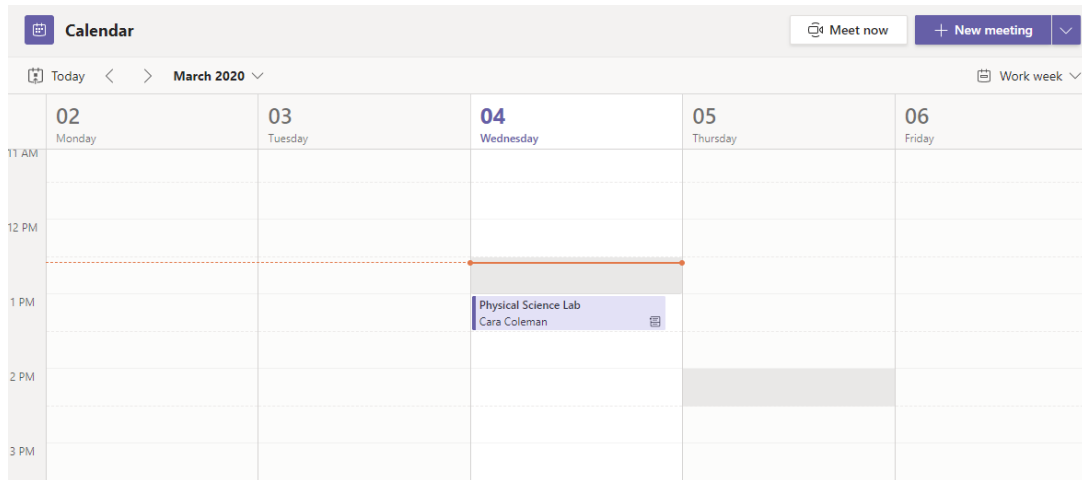 Calendar
Meet now
+ New meeting
Today
March 2020
Work week
02
Monday
03
Tuesday
04
Wednesday
05
Thursday
06
Friday
11 AM
12 PM
1 PM
Physical Science Lab
Cara Coleman
2 PM
3 PM